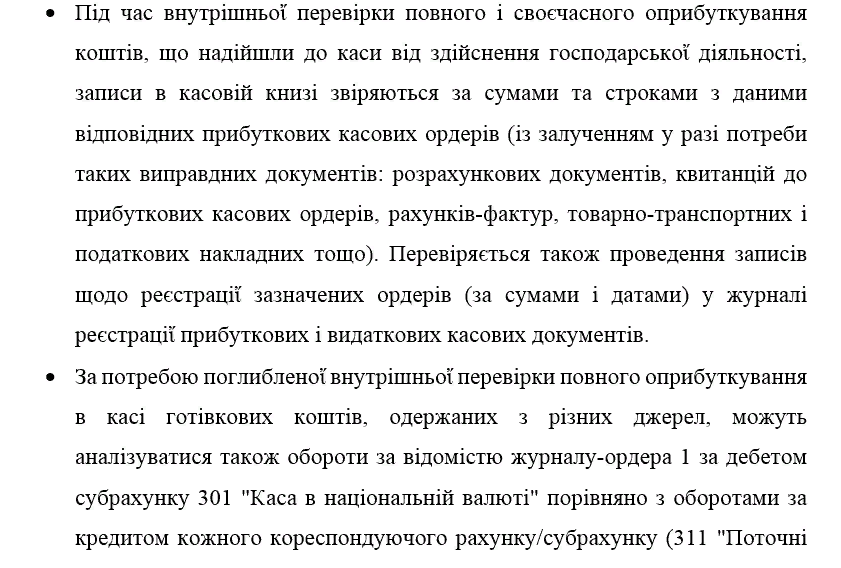 • Під час внутрішньої перевірки повного і своєчасного оприбуткування
коштів, що надійшли до каси від здійснення господарської діяльності,
записи в касовій книзі звіряються за сумами та строками з даними
відповідних прибуткових касових ордерів (із залученням у разі потреби
таких виправдних документів: розрахункових документів, квитанцій до
прибуткових касових ордерів, рахунків-фактур, товарно-транспортних і
податкових накладних тощо). Перевіряється також проведення записів
щодо реєстрації зазначених ордерів (за сумами і датами) у журналі
реєстрації прибуткових і видаткових касових документів.
• За потребою поглибленої внутрішньої перевірки повного оприбуткування
в касі готівкових коштів, одержаних з різних джерел, можуть
аналізуватися також обороти за відомістю журналу-ордера 1 за дебетом
субрахунку 301 "Каса в національній валюті" порівняно з оборотами за
кредитом кожного кореспондуючого рахунку/субрахунку (311 "Поточні